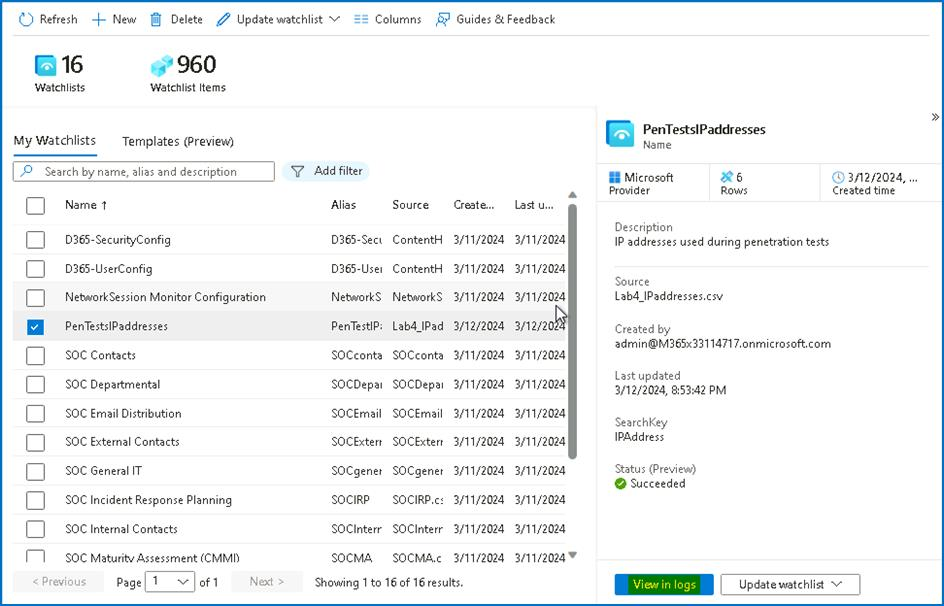 Refresh New Delete Update watchlist Columns Guides & Feedback
16 960
Watchlists Watchlist Items
»
PenTestsIPaddresses
Name
My Watchlists Templates (Preview)
Search by name, alias and description Add filter
Microsoft 6 3/12/2024, ...
Provider Rows Created time
Name ↑ Alias Source Create... Last u...
D365-SecurityConfig D365-Secu ContentH 3/11/2024 3/11/2024
D365-UserConfig D365-User ContentH 3/11/2024 3/11/2024
NetworkSession Monitor Configuration NetworkS NetworkS 3/11/2024 3/11/2024
PenTestsIPaddresses PenTestIP: Lab4_IPad 3/12/2024 3/12/2024
SOC Contacts SOCconta SOCconta 3/11/2024 3/11/2024
SOC Departmental SOCDepar SOCDepar 3/11/2024 3/11/2024
SOC Email Distribution SOCEmail SOCEmail 3/11/2024 3/11/2024
SOC External Contacts SOCExterr SOCExterr 3/11/2024 3/11/2024
SOC General IT SOCgener SOCgener 3/11/2024 3/11/2024
SOC Incident Response Planning SOCIRP SOCIRP.cs 3/11/2024 3/11/2024
SOC Internal Contacts SOCInterr SOCInterr 3/11/2024 3/11/2024
SOC Maturity Assessment (CMMI) SOCMA SOCMA.c 3/11/2024 3/11/2024
< Previous Page 1 of 1 Next > Showing 1 to 16 of 16 results.
Description
IP addresses used during penetration tests
Source
Lab4_IPaddresses.csv
Created by
admin@M365x33114717.onmicrosoft.com
Last updated
3/12/2024, 8:53:42 PM
SearchKey
IPAddress
Status (Preview)
Succeeded
View in logs Update watchlist